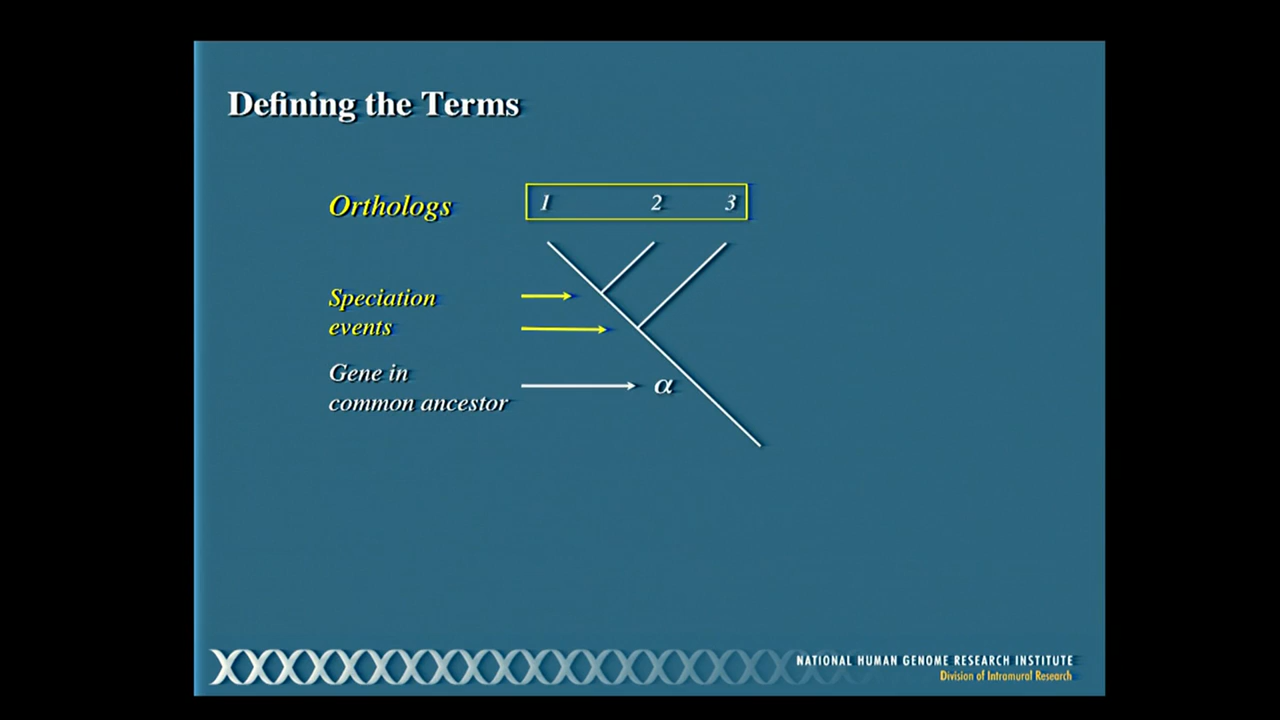 Defining the Terms
Orthologs
1 2 3
Speciation
events
Gene in
common ancestor
α
NATIONAL HUMAN GENOME RESEARCH INSTITUTE
Division of Intramural Research